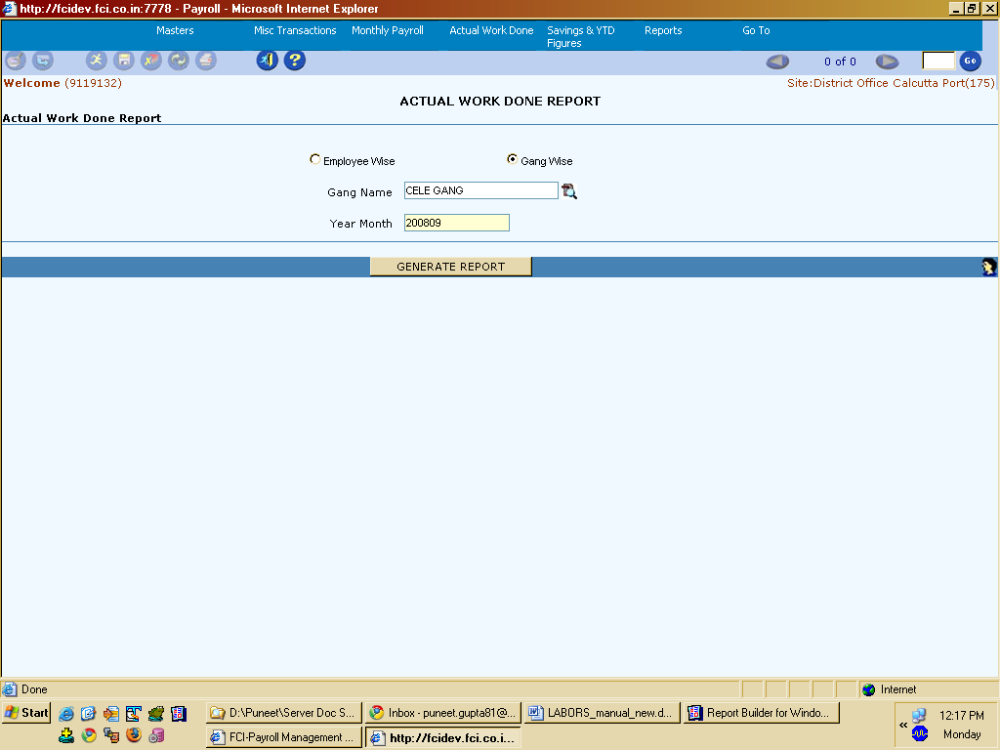 http://fcidev.fci.co.in:7778 - Payroll - Microsoft Internet Explorer
Masters Misc Transactions Monthly Payroll Actual Work Done Savings & YTD Figures Reports Go To
0 of 0 Go
Welcome (9119132) Site:District Office Calcutta Port(175)
ACTUAL WORK DONE REPORT
Actual Work Done Report
Employee Wise Gang Wise
Gang Name CELE GANG
Year Month 200809
GENERATE REPORT
Done Internet
Start D:\Puneet\Server Doc S... Inbox - puneet.gupta81@... LABORS_manual_new.d... Report Builder for Windo... 12:17 PM
FCI-Payroll Management ... http://fcidev.fci.co.i... Monday